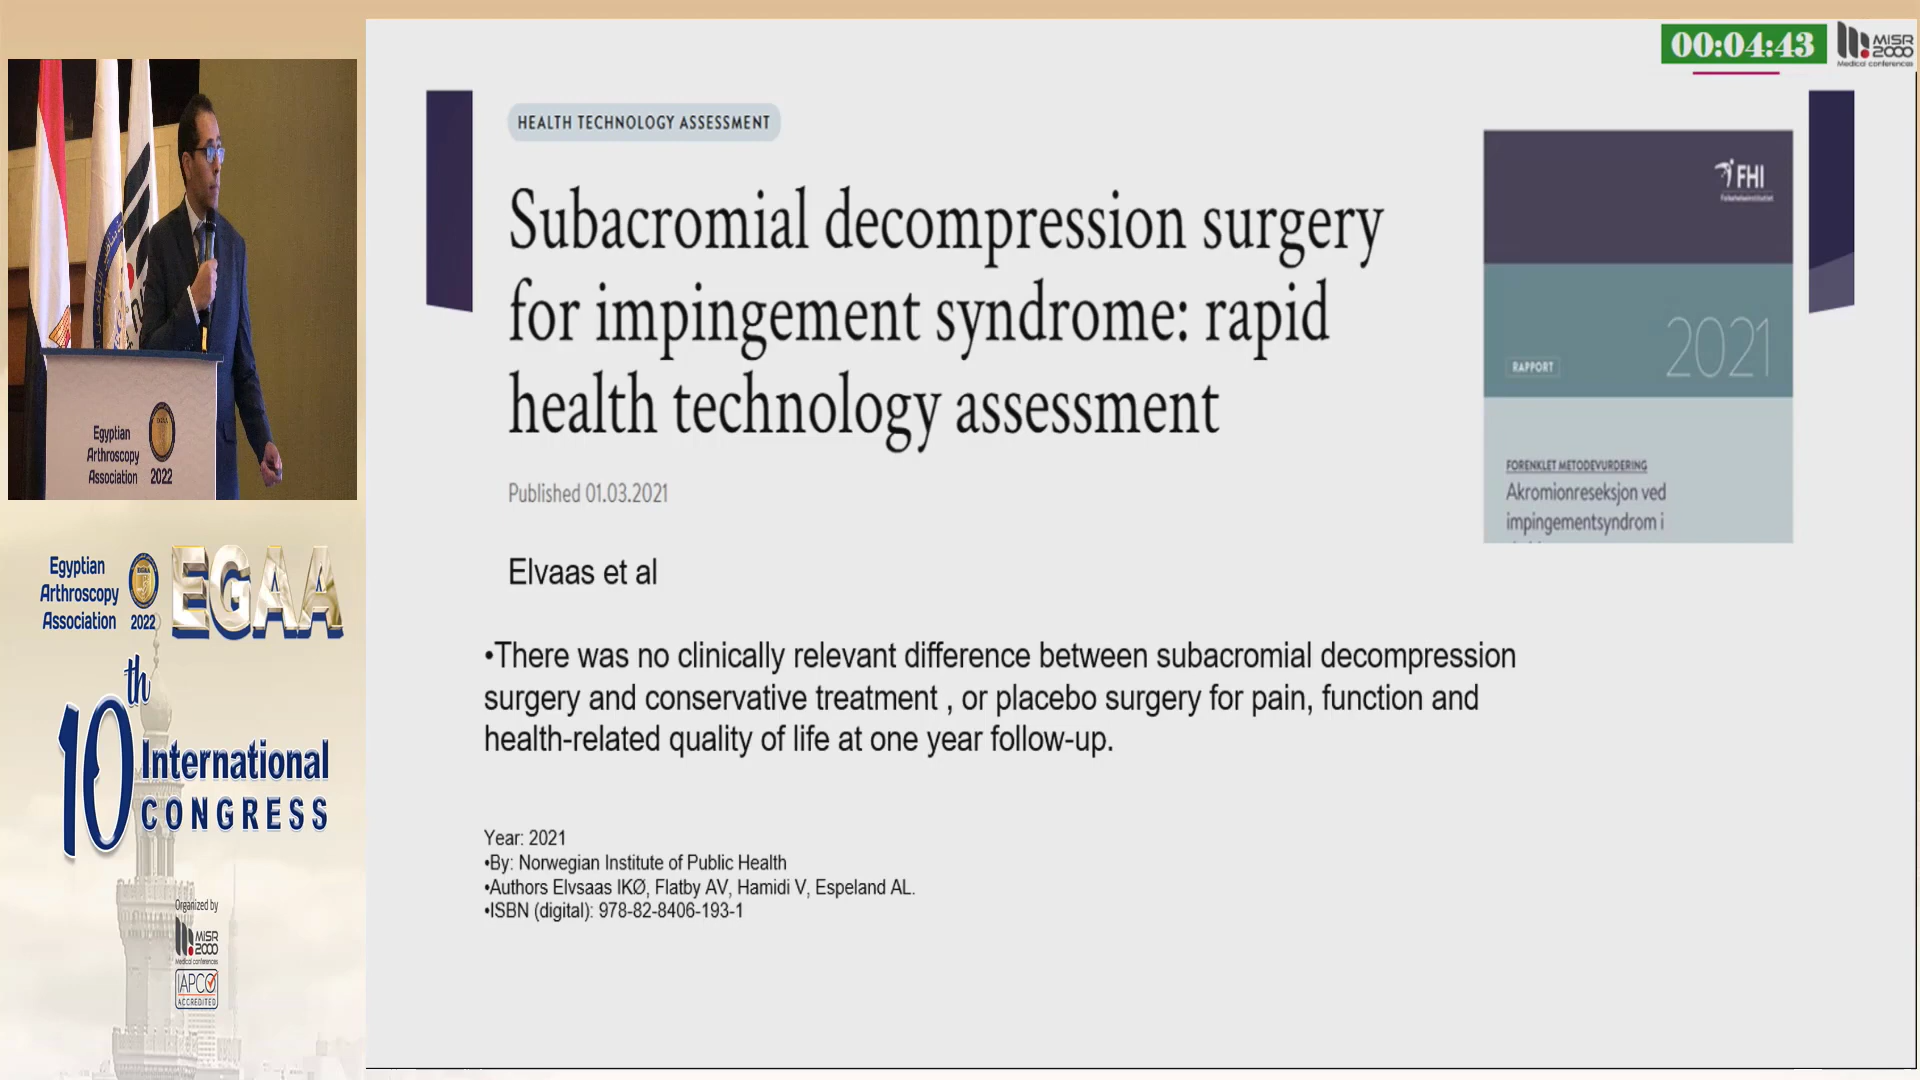 00:04:43
MISR
2000
Medical conferences
HEALTH TECHNOLOGY ASSESSMENT
Subacromial decompression surgery
for impingement syndrome: rapid
health technology assessment
Published 01.03.2021
Elvaas et al
•There was no clinically relevant difference between subacromial decompression
surgery and conservative treatment , or placebo surgery for pain, function and
health-related quality of life at one year follow-up.
Year: 2021
•By: Norwegian Institute of Public Health
•Authors Elvsaas IKØ, Flatby AV, Hamidi V, Espeland AL.
•ISBN (digital): 978-82-8406-193-1
FHI
Folkehelseinstituttet
2021
RAPPORT
FORENKLET METODEVURDERING
Akromionreseksjon ved
impingementsyndrom i
Egyptian
Arthroscopy
Association
2022
Egyptian
Arthroscopy
Association
2022
EGAA
10th
International
CONGRESS
Organized by
MISR
2000
Medical conferences
IAPCO
ACCREDITED